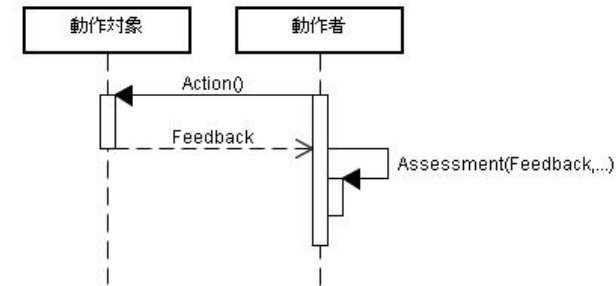 動作対象
動作者
Action()
Feedback
Assessment(Feedback,...)